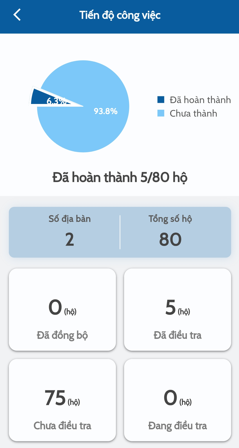 Tiến độ công việc
6.3%
93.8%
Đã hoàn thành
Chưa thành
Đã hoàn thành 5/80 hộ
Số địa bàn
2
Tổng số hộ
80
0 (hộ)
Đã đồng bộ
5 (hộ)
Đã điều tra
75 (hộ)
Chưa điều tra
0 (hộ)
Đang điều tra